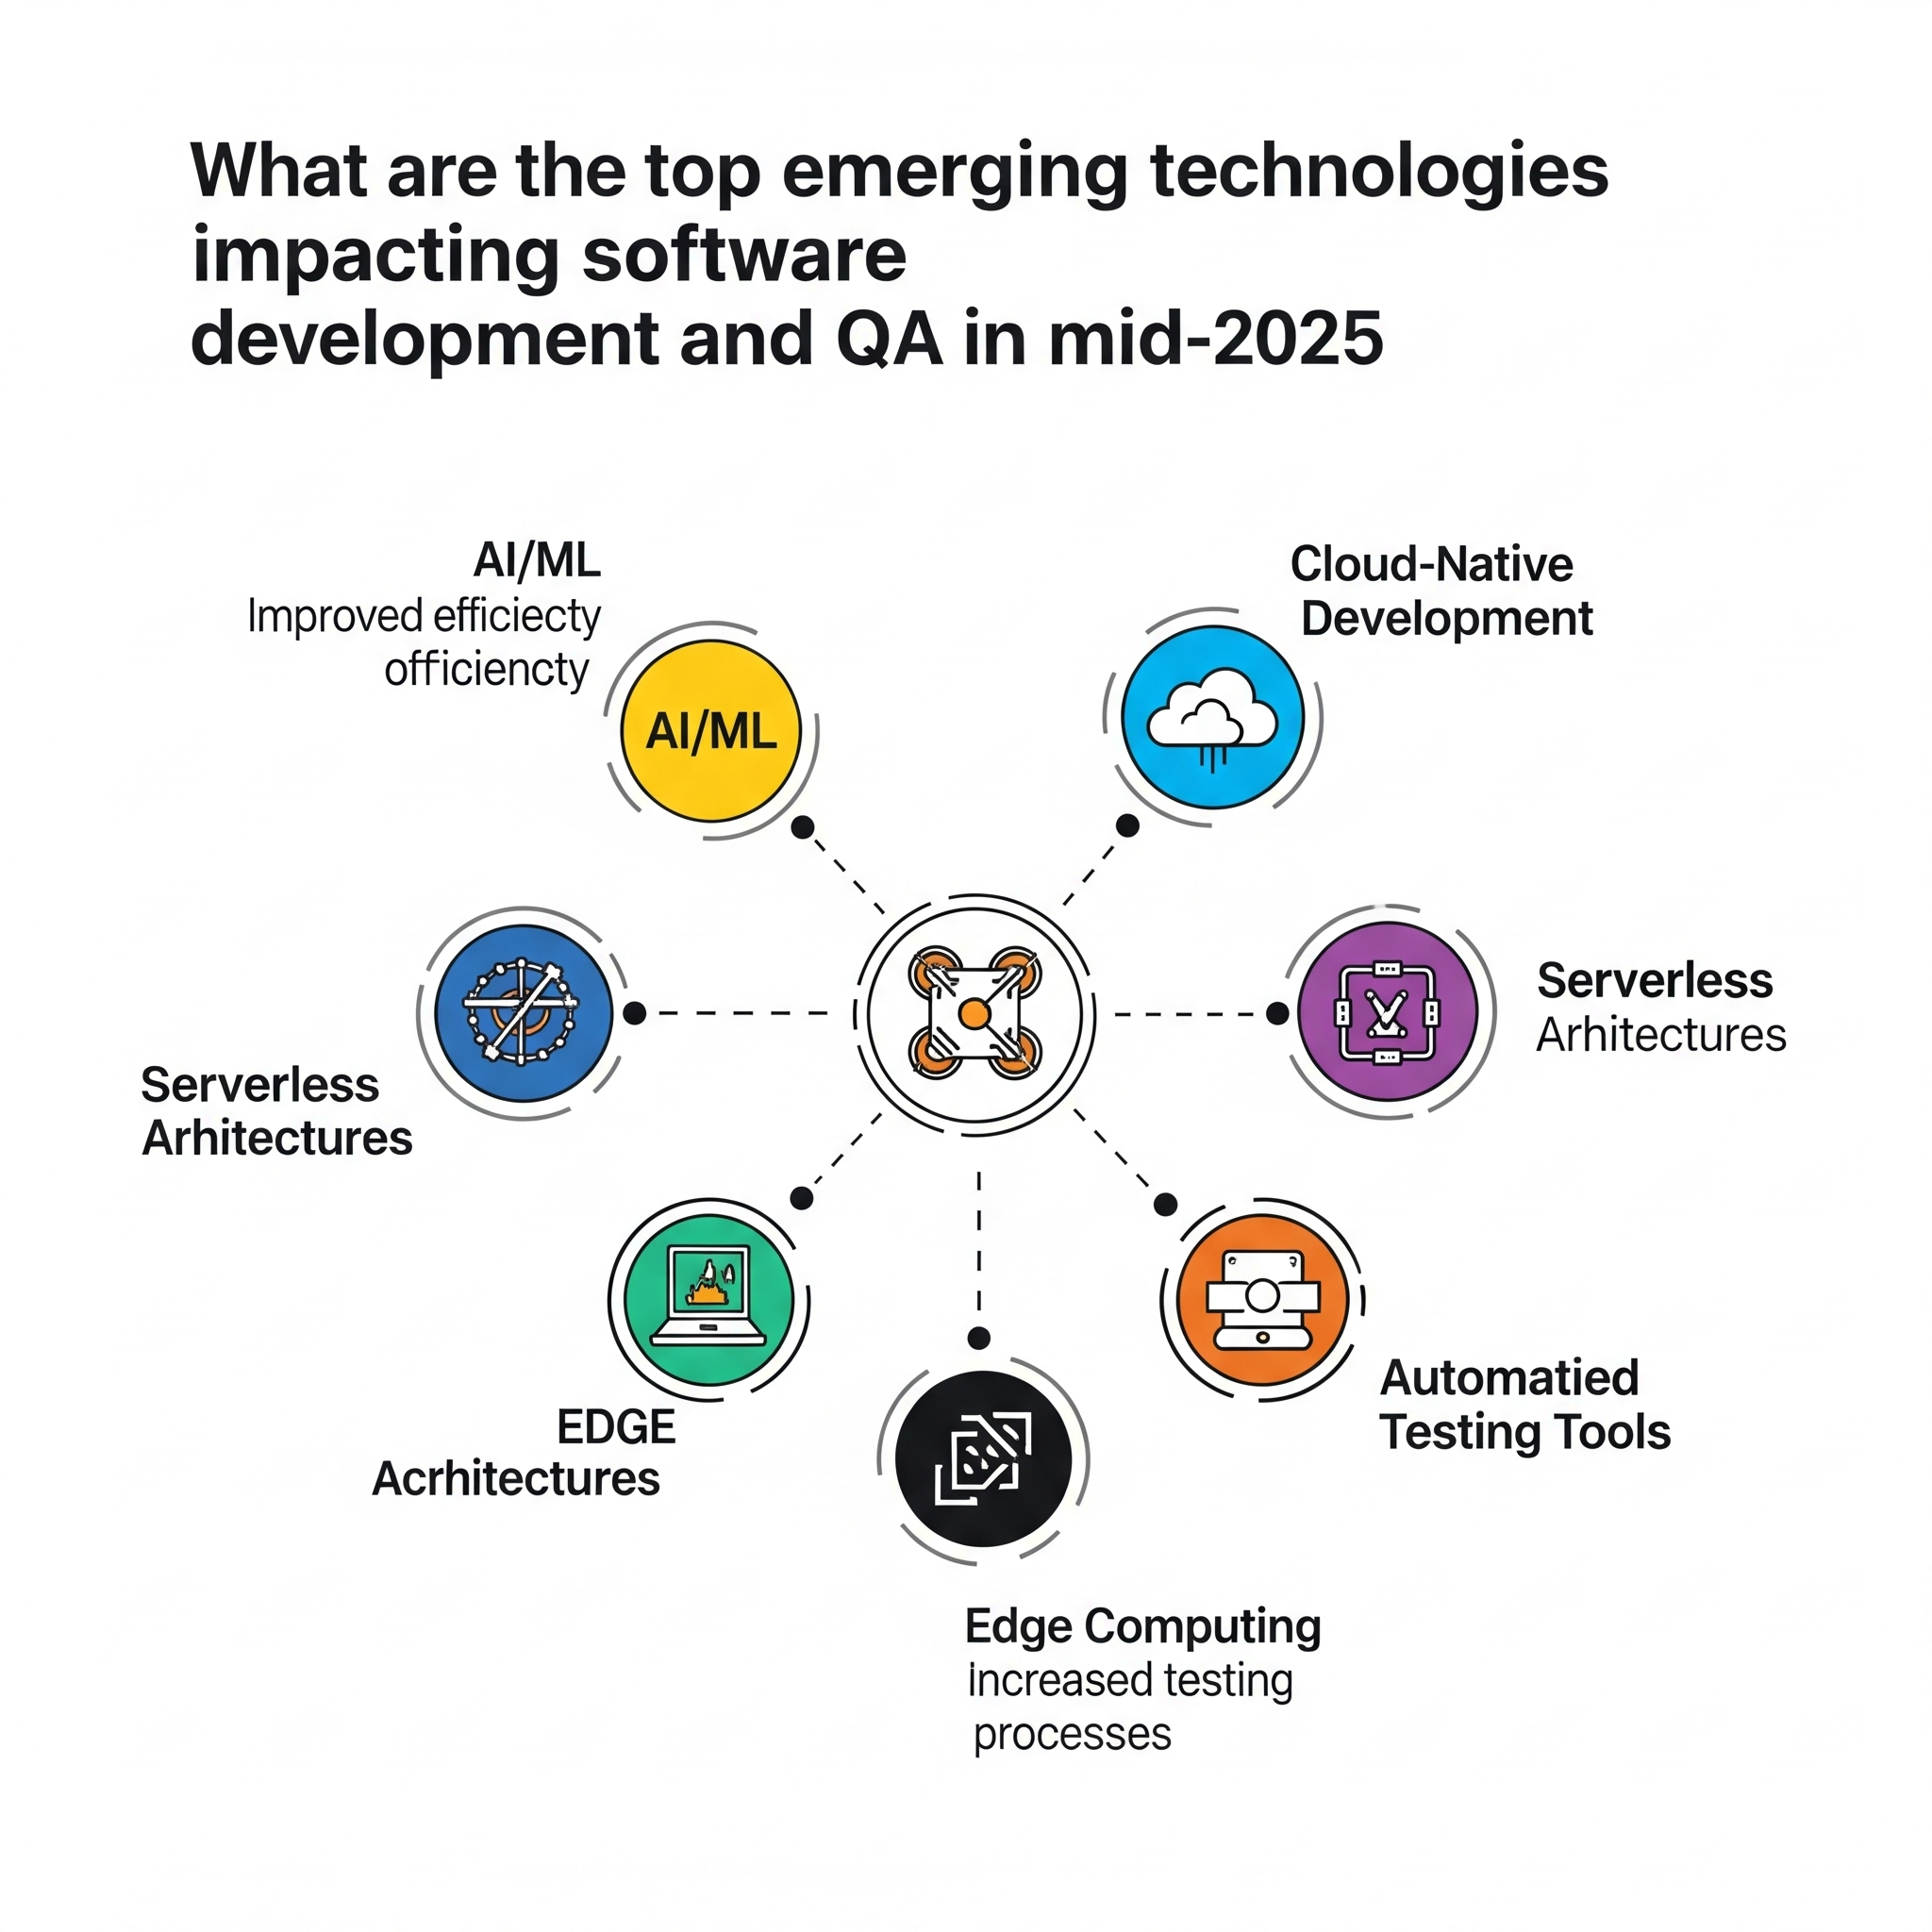 What are the top emerging technologies
impacting software
development and QA in mid-2025
AI/ML
Improved efficiecty
officiencty
AI/ML
Cloud-Native
Development
Serverless
Arhitectures
Serverless
Arhitectures
EDGE
Acrhitectures
Automatied
Testing Tools
Edge Computing
Increased testing
processes